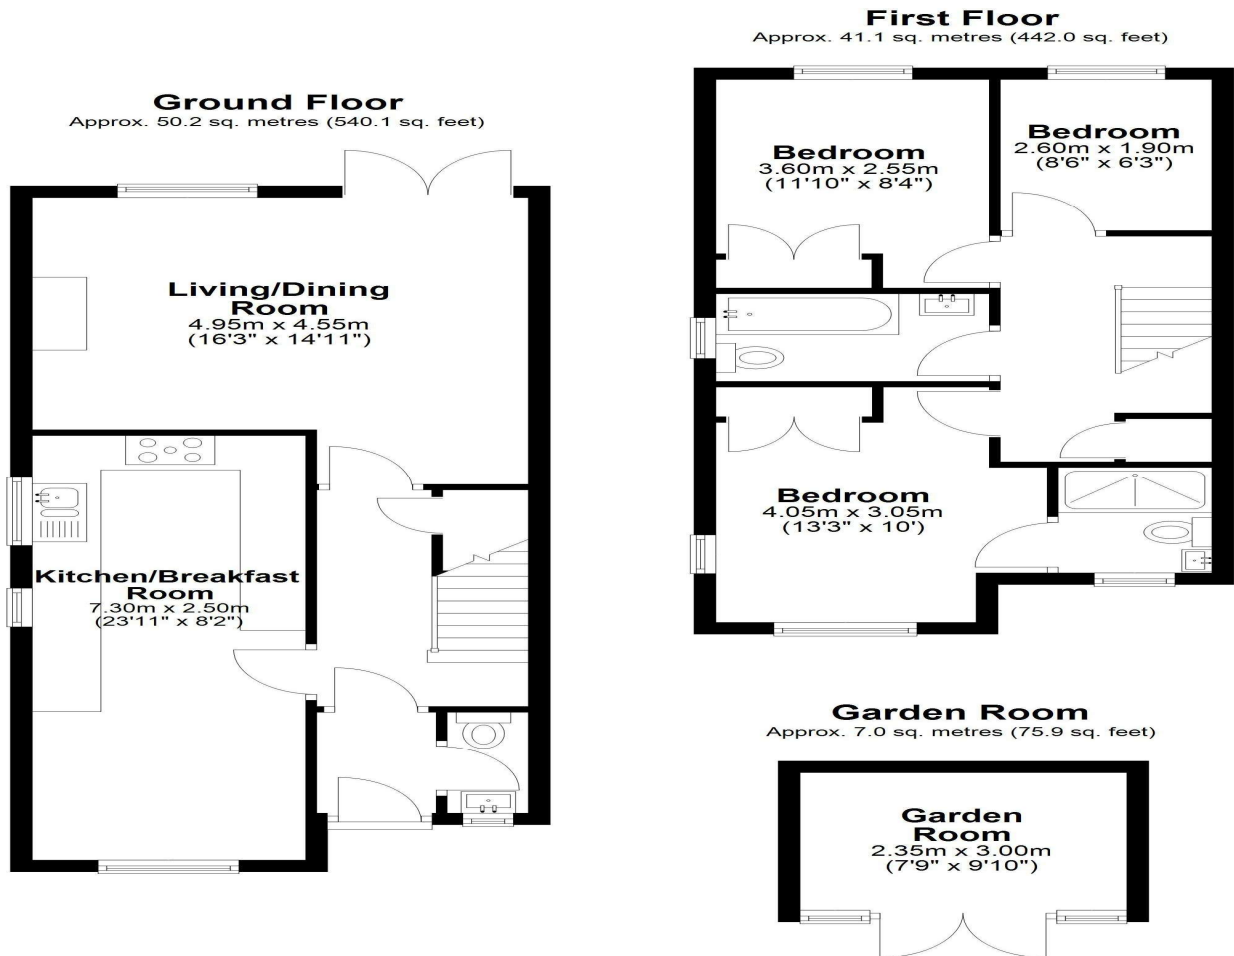 Ground Floor
Approx. 50.2 sq. metres (540.1 sq. feet)
Living/Dining
Room
4.95m x 4.55m
(16'3" x 14'11")
Kitchen/Breakfast
Room
7.30m x 2.50m
(23'11" x 8'2")
First Floor
Approx. 41.1 sq. metres (442.0 sq. feet)
Bedroom
3.60m x 2.55m
(11'10" x 8'4")
Bedroom
2.60m x 1.90m
(8'6" x 6'3")
Bedroom
4.05m x 3.05m
(13'3" x 10')
Garden Room
Approx. 7.0 sq. metres (75.9 sq. feet)
Garden
Room
2.35m x 3.00m
(7'9" x 9'10")